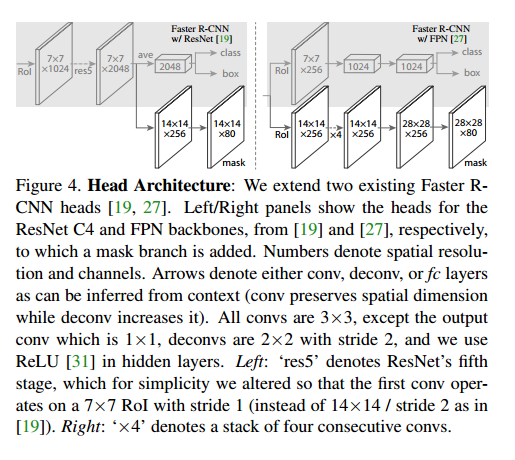 Faster R-CNN
w/ ResNet [19]
Faster R-CNN
w/ FPN [27]
RoI
7×7
×1024
res5
7×7
×2048
ave
2048
class
box
14×14
×256
14×14
×80
mask
RoI
7×7
×256
1024
1024
class
box
RoI
14×14
×256
×4
14×14
×256
28×28
×256
28×28
×80
mask
Figure 4. Head Architecture: We extend two existing Faster R-
CNN heads [19, 27]. Left/Right panels show the heads for the
ResNet C4 and FPN backbones, from [19] and [27], respectively,
to which a mask branch is added. Numbers denote spatial resolu-
tion and channels. Arrows denote either conv, deconv, or fc layers
as can be inferred from context (conv preserves spatial dimension
while deconv increases it). All convs are 3×3, except the output
conv which is 1×1, deconvs are 2×2 with stride 2, and we use
ReLU [31] in hidden layers. Left: ‘res5’ denotes ResNet’s fifth
stage, which for simplicity we altered so that the first conv oper-
ates on a 7×7 RoI with stride 1 (instead of 14×14 / stride 2 as in
[19]). Right: ‘×4’ denotes a stack of four consecutive convs.